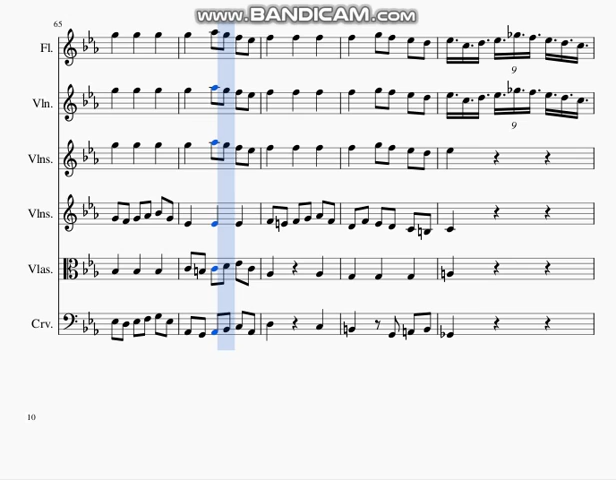 www.BANDICAM.com
65
Fl.
Vln.
9
9
Vlns.
Vlns.
Vlas.
Crv.
10